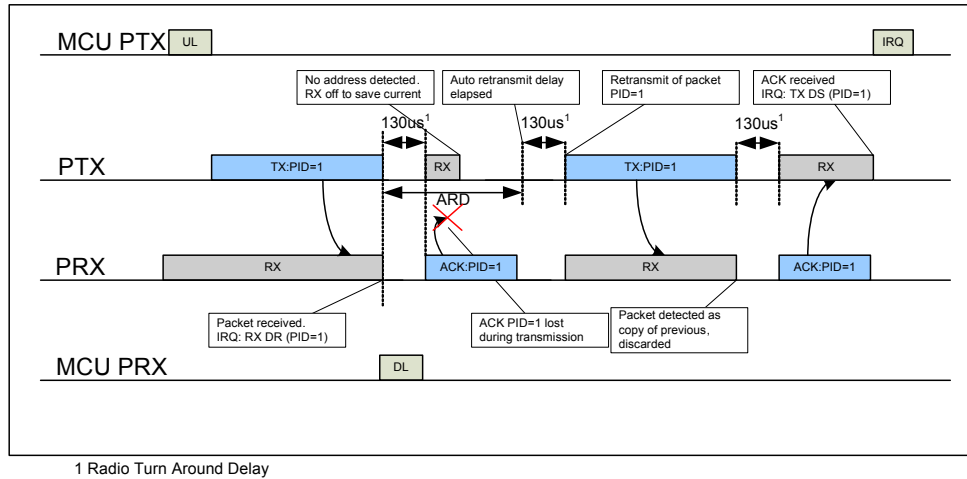 MCU PTX
UL
IRQ
No address detected.
RX off to save current
Auto retransmit delay
elapsed
Retransmit of packet
PID=1
ACK received
IRQ: TX DS (PID=1)
130us1
130us1
130us1
PTX
TX:PID=1
RX
TX:PID=1
RX
ARD
PRX
RX
ACK:PID=1
RX
ACK:PID=1
Packet received.
IRQ: RX DR (PID=1)
ACK PID=1 lost
during transmission
Packet detected as
copy of previous,
discarded
MCU PRX
DL
1 Radio Turn Around Delay